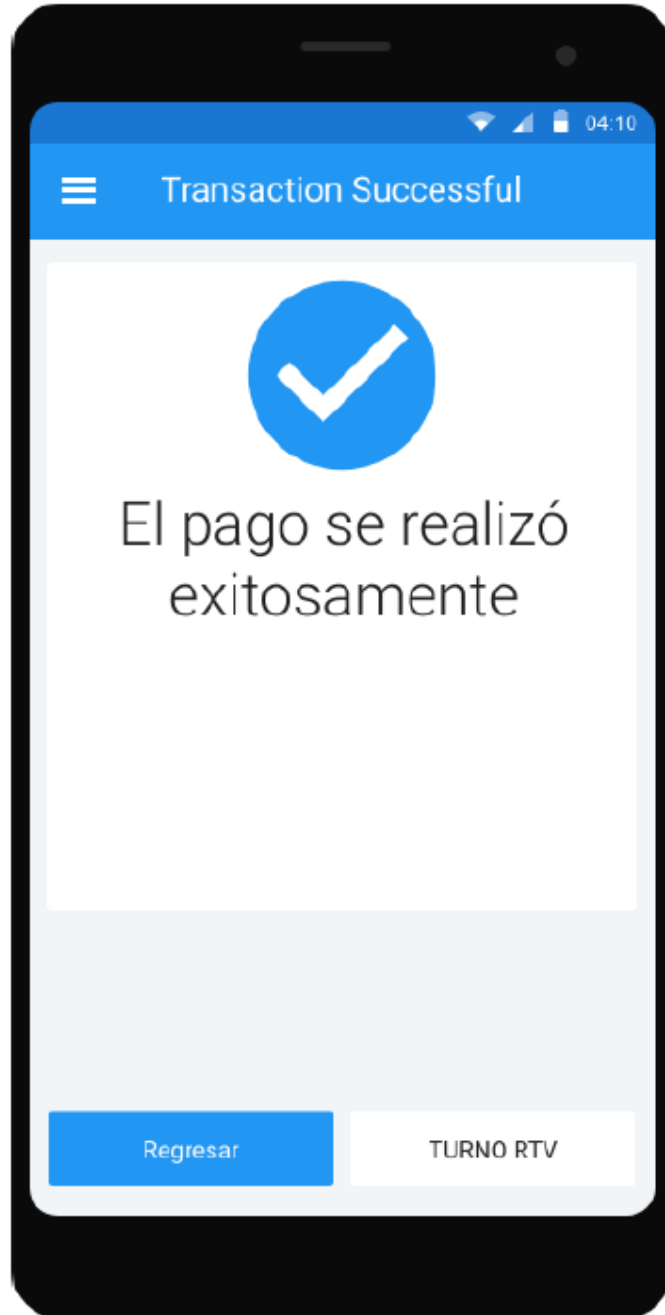 04:10
Transaction Successful
El pago se realizó
exitosamente
Regresar
TURNO RTV